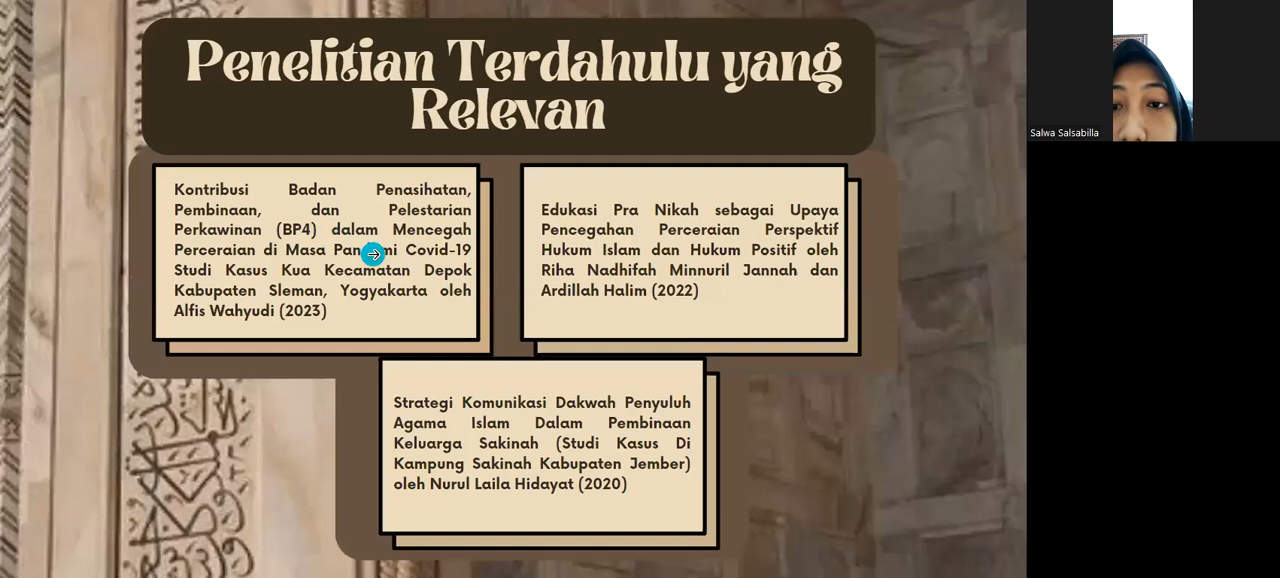 Penelitian Terdahulu yang
Relevan
Kontribusi Badan Penasihatan,
Pembinaan, dan Pelestarian
Perkawinan (BP4) dalam Mencegah
Perceraian di Masa Covid-19
Studi Kasus Kua Kecamatan Depok
Kabupaten Sleman, Yogyakarta oleh
Alfis Wahyudi (2023)
Edukasi Pra Nikah sebagai Upaya
Pencegahan Perceraian Perspektif
Hukum Islam dan Hukum Positif oleh
Riha Nadhifah Minnuril Jannah dan
Ardillah Halim (2022)
Strategi Komunikasi Dakwah Penyuluh
Agama Islam Dalam Pembinaan
Keluarga Sakinah (Studi Kasus Di
Kampung Sakinah Kabupaten Jember)
oleh Nurul Laila Hidayat (2020)
Salwa Salsabilla